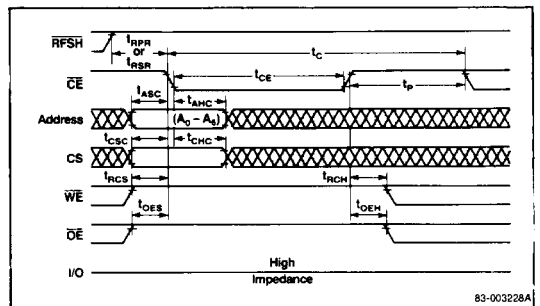 RFSH
tRPR
or
tRSR
tC
CE
tCE
tP
tASC
tAHC
Address
(A0 – A6)
tCSC
tCHC
CS
tRCS
tRCH
WE
tOES
tOEH
OE
I/O
High
Impedance
83-003228A